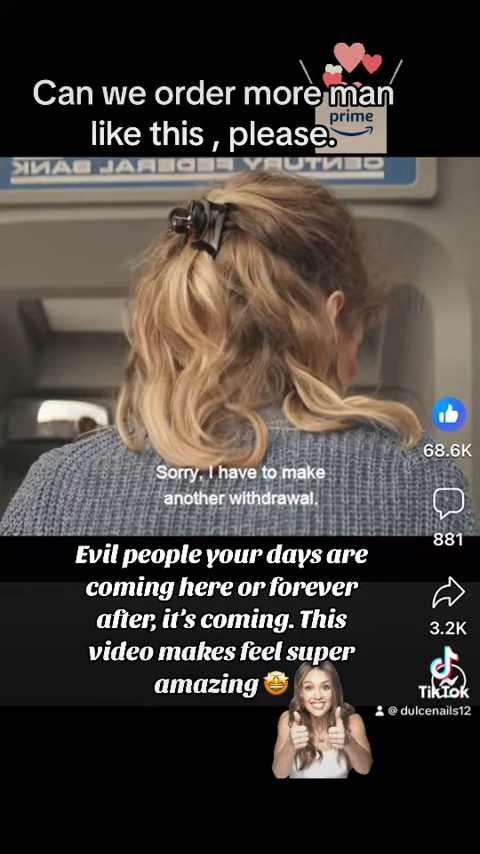 Can we order more man
like this , please.
prime
CENTURY FEDERAL BANK
Sorry, I have to make
another withdrawal.
68.6K
881
3.2K
Evil people your days are
coming here or forever
after, it's coming. This
video makes feel super
amazing 🤩
TikTok
@ dulcenails12